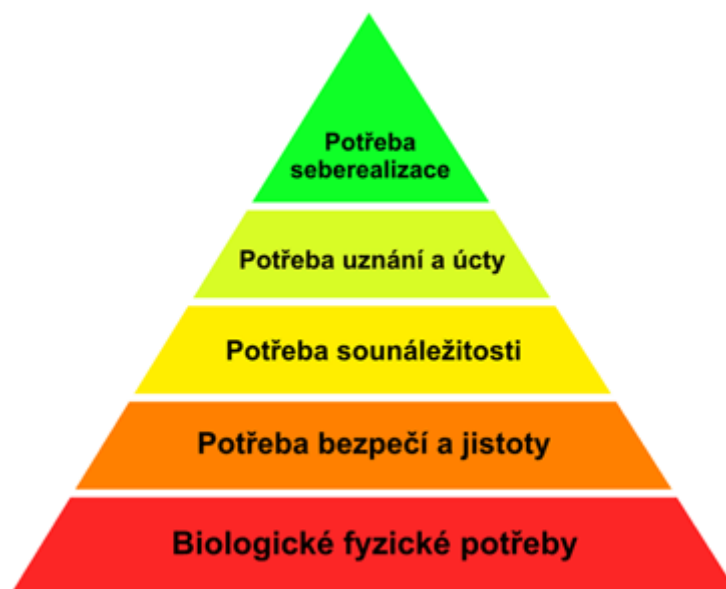 Potřeba
seberealizace
Potřeba uznání a úcty
Potřeba sounáležitosti
Potřeba bezpečí a jistoty
Biologické fyzické potřeby